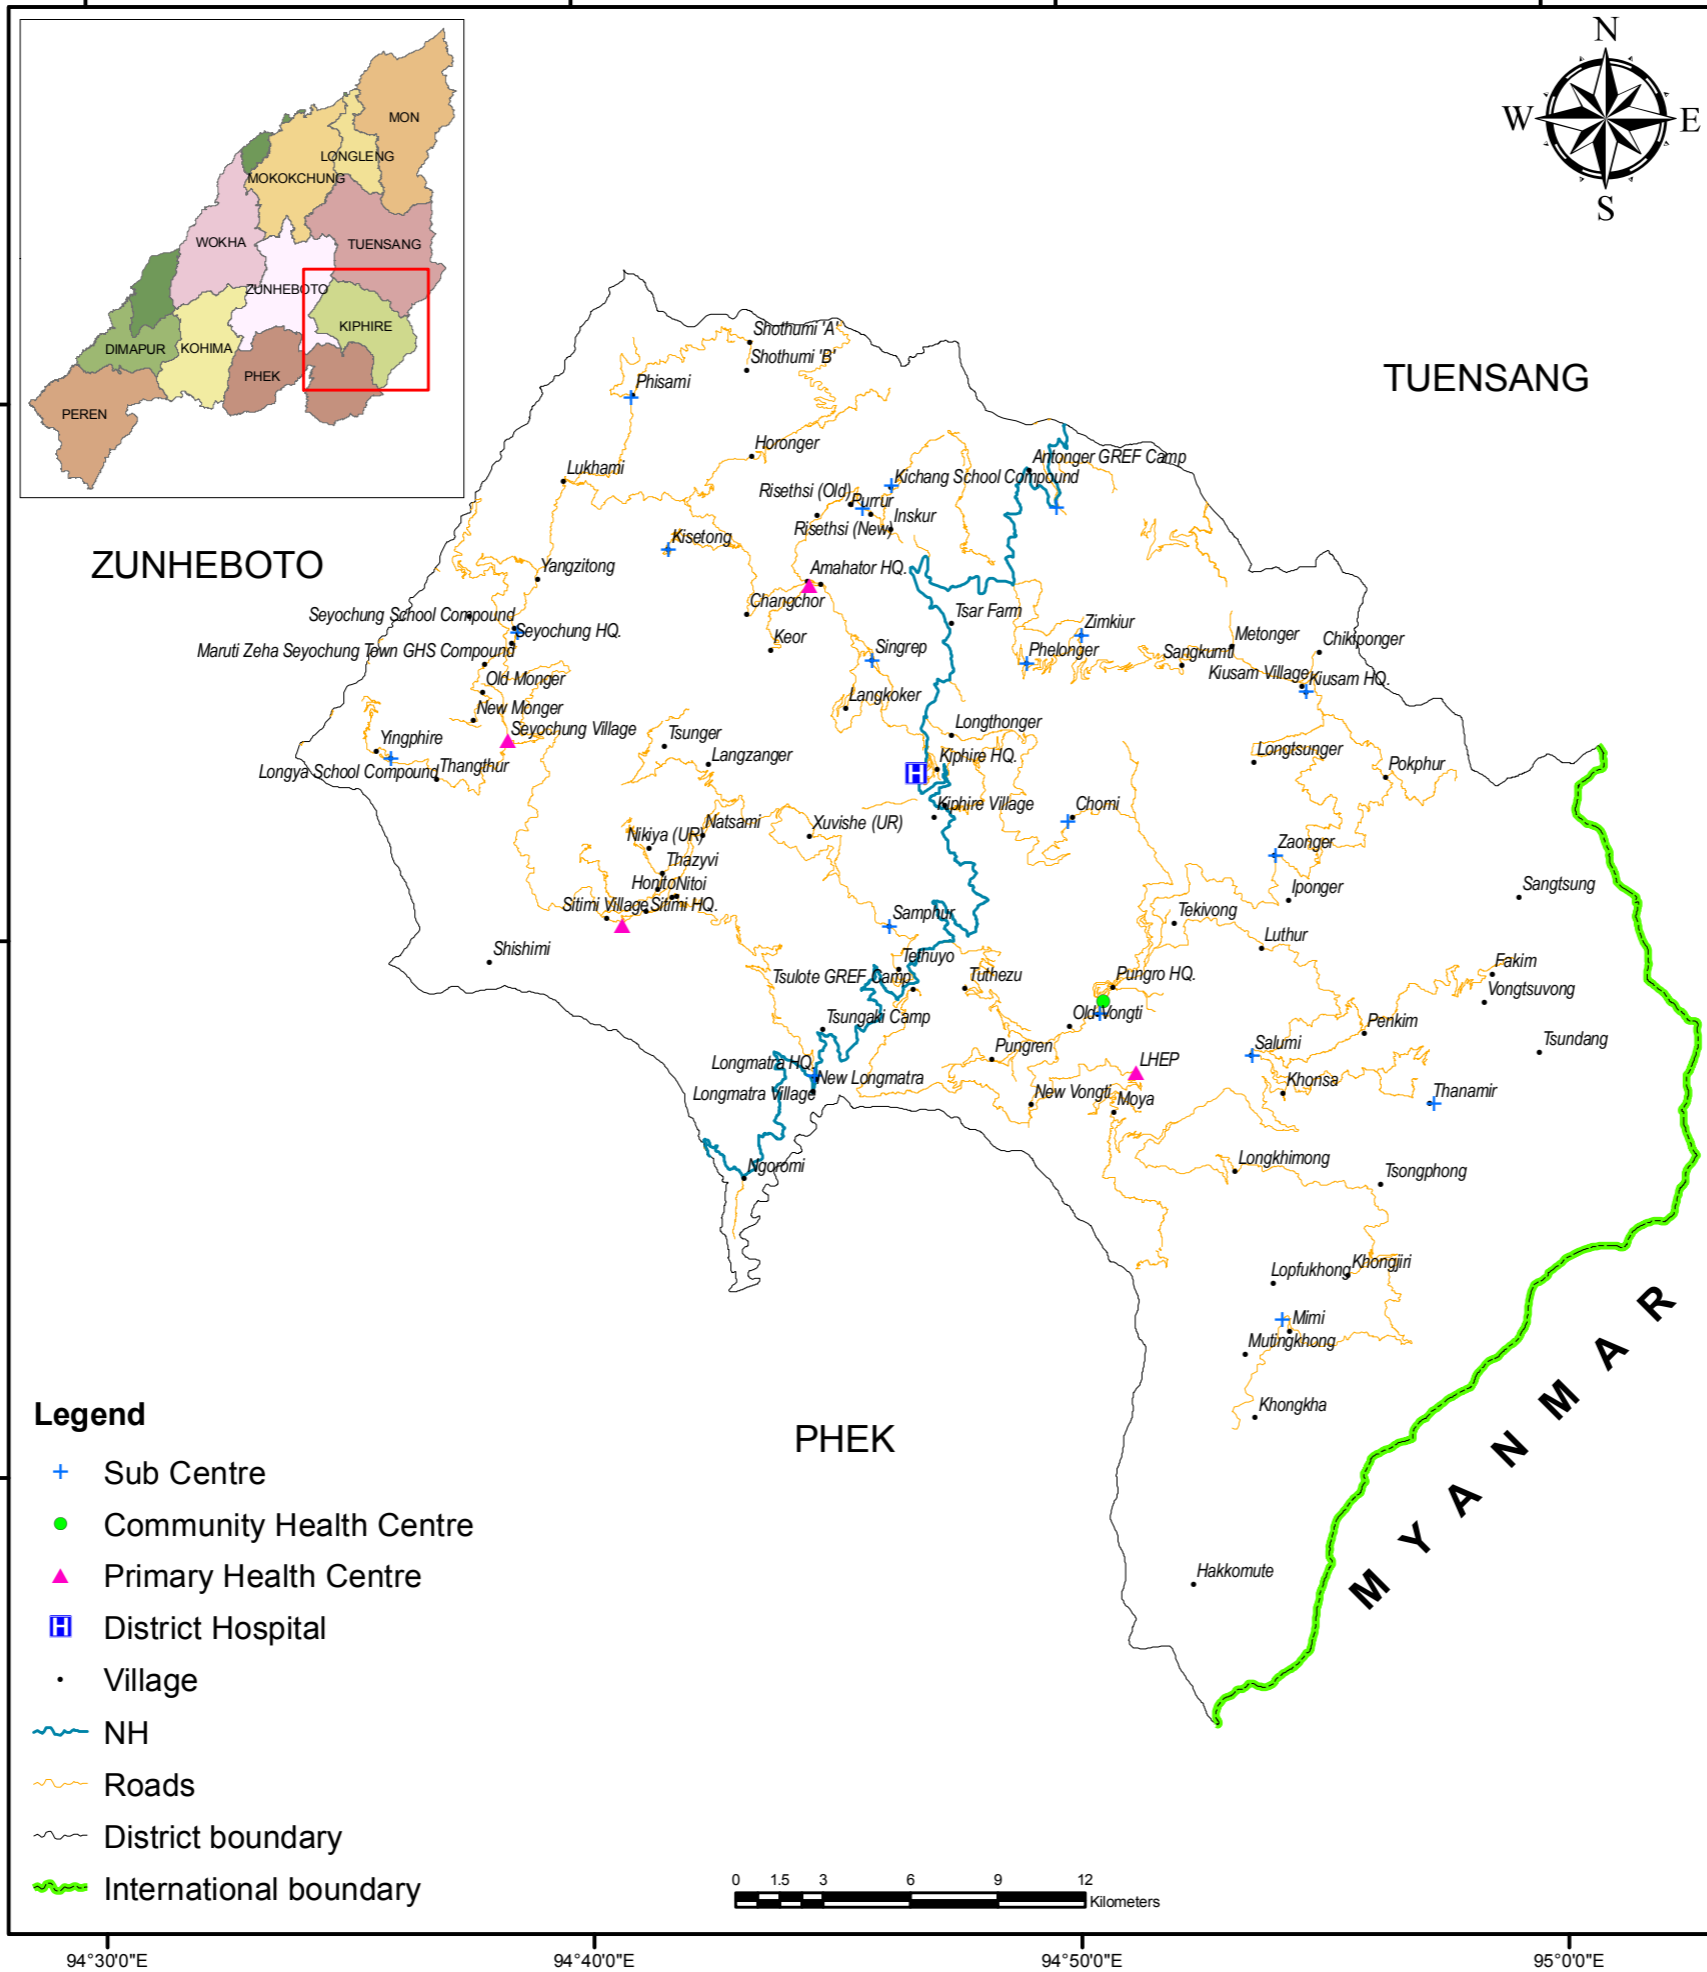 N
W
E
S
MON
LONGLENG
MOKOKCHUNG
WOKHA
TUENSANG
ZUNHEBOTO
KIPHIRE
DIMAPUR
KOHIMA
PHEK
PEREN
TUENSANG
ZUNHEBOTO
PHEK
MYANMAR
Shothumi 'A'
Shothumi 'B'
Phisami
Horonger
Lukhami
Antonger GREF Camp
Kichang School Compound
Risethsi (Old)
Purrur
Inskur
Risethsi (New)
Kisetong
Yangzitong
Amahator HQ.
Changchor
Tsar Farm
Seyochung School Compound
Seyochung HQ.
Zimkiur
Metonger
Chikiponger
Keor
Maruti Zeha Seyochung Town GHS Compound
Singrep
Phelonger
Sangkumti
Kiusam Village
Kiusam HQ.
Old Monger
Langkoker
New Monger
Seyochung Village
Longthonger
Yingphire
Tsunger
Langzanger
Kiphire HQ.
Longtsunger
Pokphur
Longya School Compound
Thangthur
Kiphire Village
Chomi
Natsami
Xuvishe (UR)
Nikiya (UR)
Zaonger
Thazyvi
Honito
Nitoi
Iponger
Sangtsung
Sitimi Village
Sitimi HQ.
Samphur
Tekivong
Luthur
Shishimi
Tethuyo
Fakim
Tsulote GREF Camp
Tuthezu
Pungro HQ.
Vongtsuvong
Tsungaki Camp
Old Vongti
Penkim
Tsundang
Pungren
Salumi
Longmatra HQ.
LHEP
New Longmatra
Khonsa
Thanamir
Longmatra Village
New Vongti
Moya
Ngoromi
Longkhimong
Tsongphong
Lopfukhong
Khongjiri
Mimi
Mutingkhong
Khongkha
Hakkomute
Legend
Sub Centre
Community Health Centre
Primary Health Centre
H District Hospital
Village
NH
Roads
District boundary
International boundary
0 1.5 3 6 9 12
Kilometers
94°30'0"E 94°40'0"E 94°50'0"E 95°0'0"E